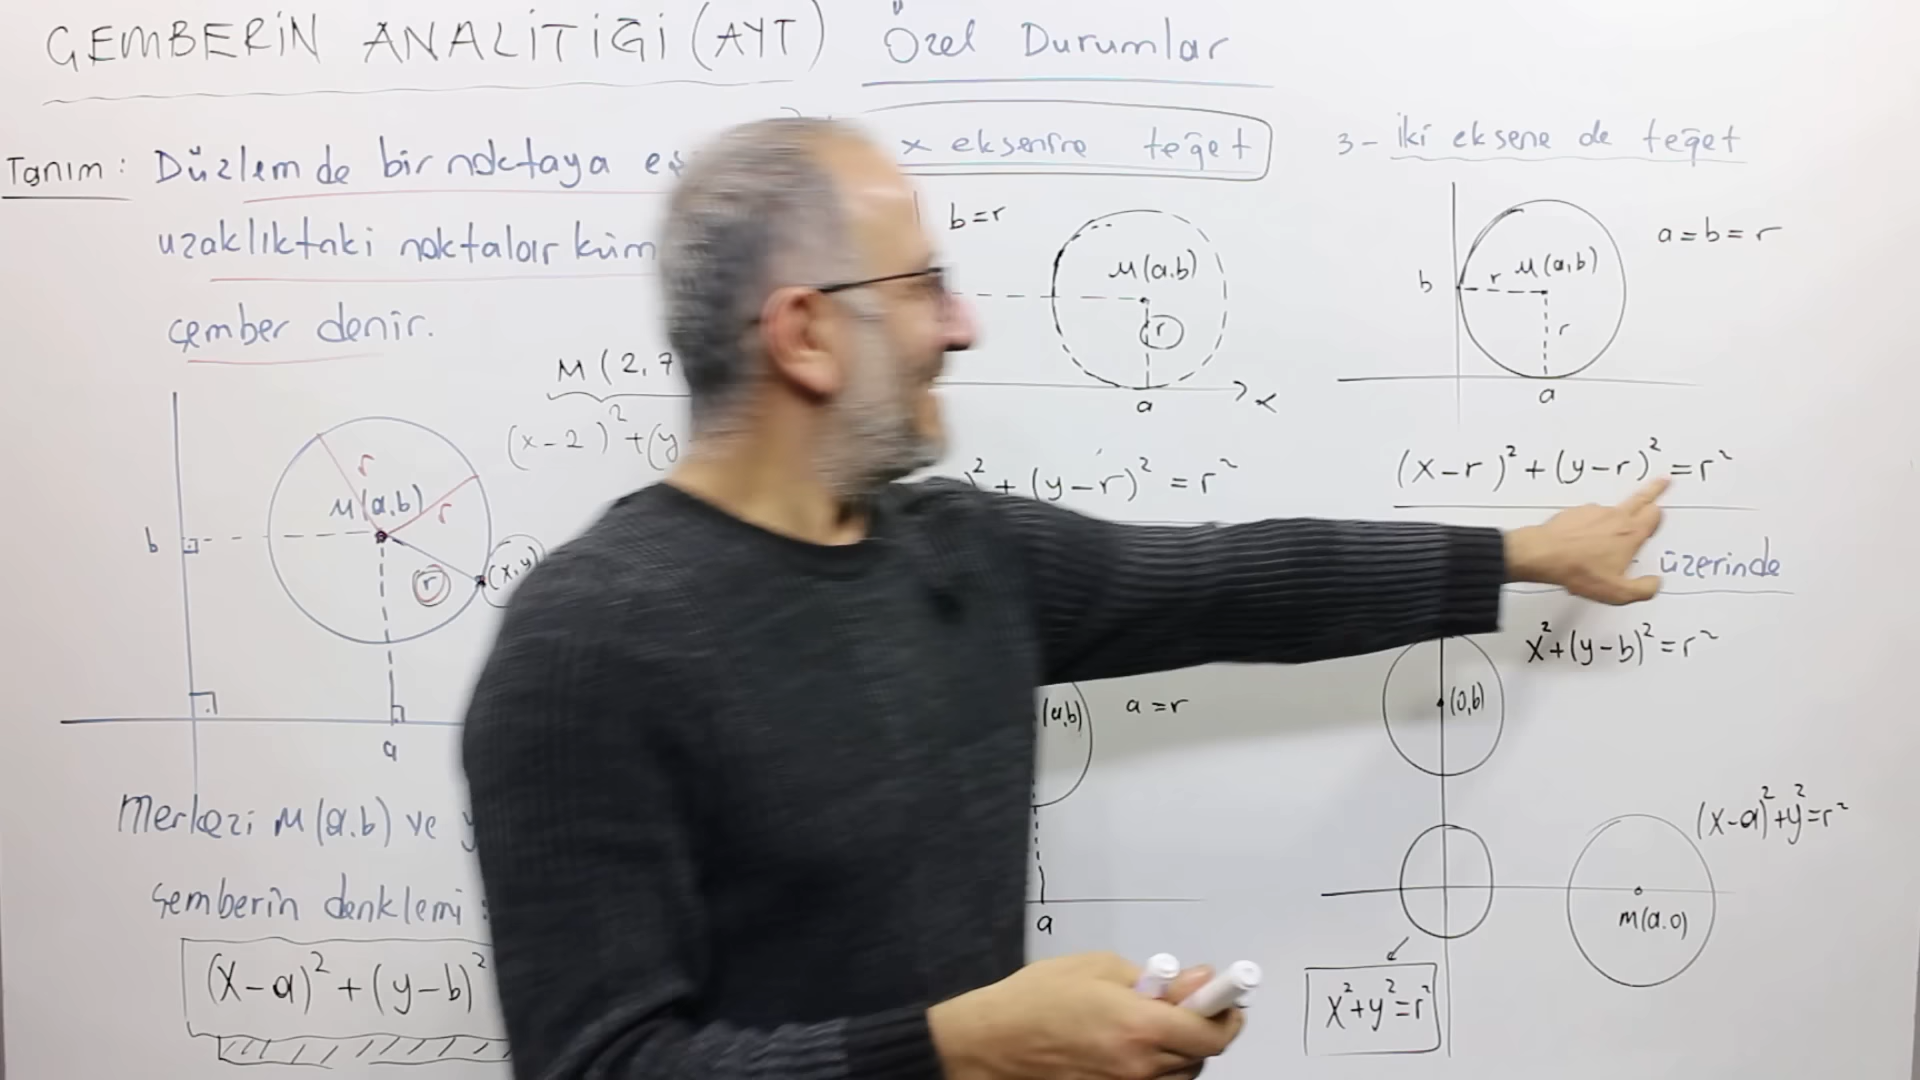 ÇEMBERİN ANALİTİĞİ (AYT)
Özel Durumlar
Tanım : Düzlemde bir noktaya
uzaklıktaki noktalar
çember denir.
M(a,b)
r
r
r
(x,y)
b
a
M(2,7
(x-2)²+(y
Merkezi M(a,b) ve
çemberin denklemi :
(x-a)²+(y-b)²
x eksenine teğet
b=r
M(a,b)
r
a
x
)²+(y-r)²=r²
(a,b)
a=r
a
3- İki eksene de teğet
a=b=r
M(a,b)
r
r
b
a
(x-r)²+(y-r)²=r²
üzerinde
x²+(y-b)²=r²
(0,b)
(x-a)²+y²=r²
M(a,0)
x²+y²=r²